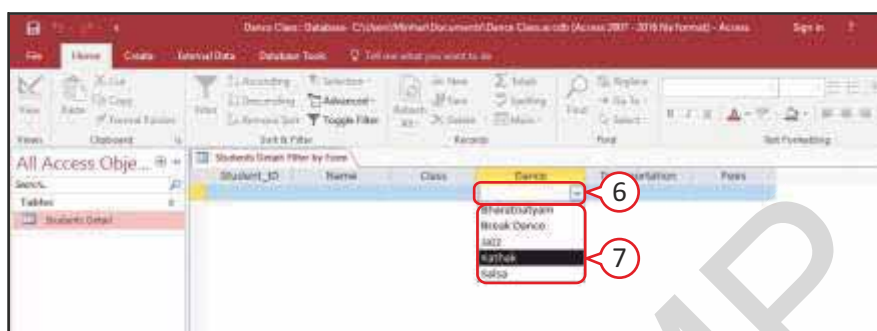 Dance Class : Database- C:\Users\Minhaz\Documents\Dance Class.accdb (Access 2007 - 2016 file format) - Access Sign in ?
File Home Create External Data Database Tools Tell me what you want to do
View Paste Cut Copy Format Painter
Filter Ascending Descending Remove Sort Selection Advanced Toggle Filter
Refresh All New Save Delete Totals Spelling More
Find Replace Go To Select
Views Clipboard Sort & Filter Records Find Text Formatting
All Access Obje...
Search..
Tables
Students Detail
Students Detail: Filter by Form
Student_ID Name Class Dance Transportation Fees
6
Bharatnatyam
Break Dance
Jazz
Kathak
Salsa
7